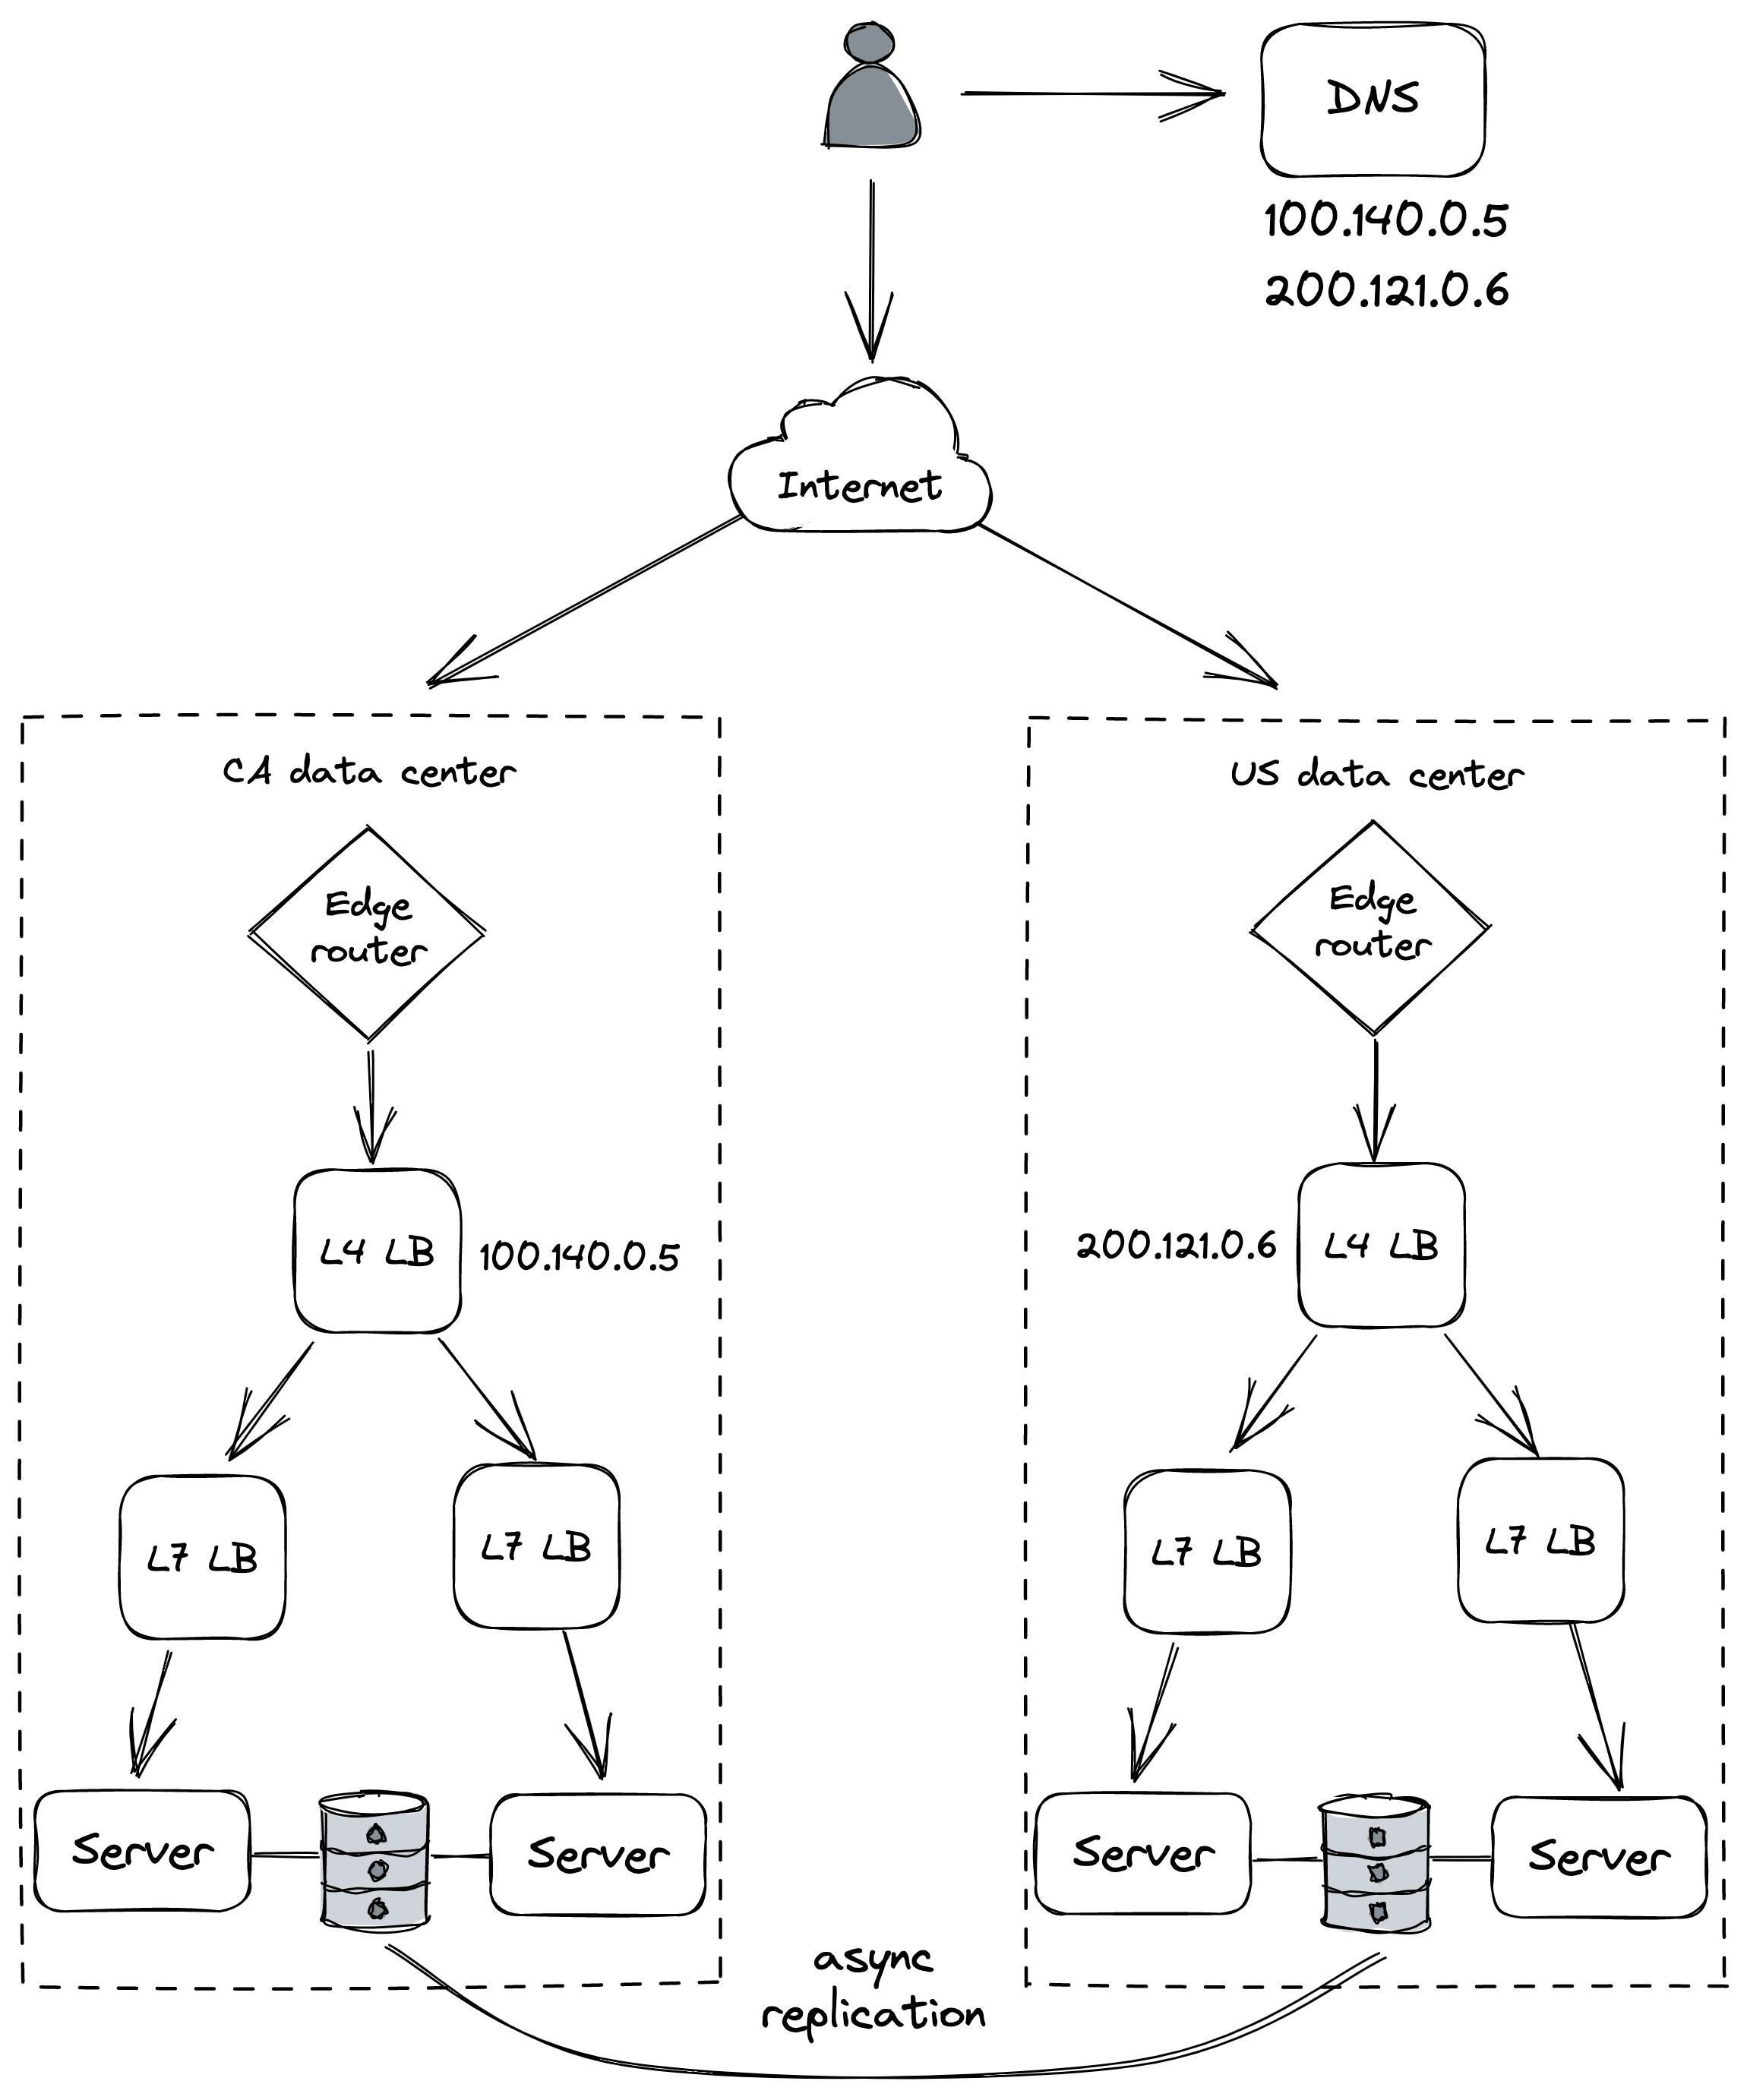 DNS
100.140.0.5
200.121.0.6
Internet
CA data center
Edge
router
L4 LB
100.140.0.5
L7 LB
L7 LB
Server
Server
US data center
Edge
router
200.121.0.6
L4 LB
L7 LB
L7 LB
Server
Server
async
replication